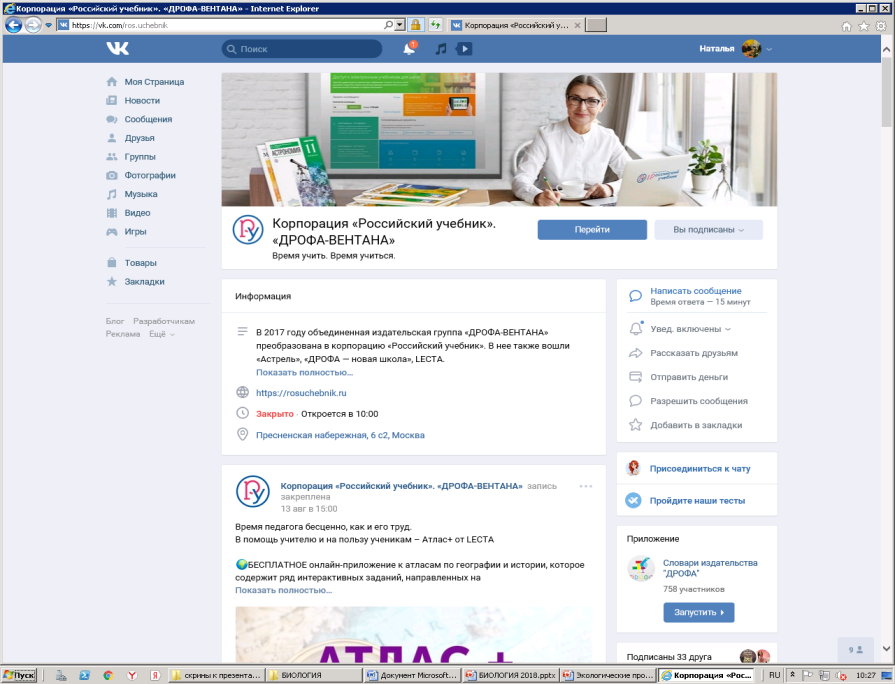 Корпорация «Российский учебник». «ДРОФА-ВЕНТАНА» - Internet Explorer
https://vk.com/ros.uchebnik
Корпорация «Российский у...
Поиск
1
Наталья
Моя Страница
Новости
Сообщения
Друзья
Группы
Фотографии
Музыка
Видео
Игры
Товары
Закладки
Блог Разработчикам
Реклама Ещё
АСТРОНОМИЯ
11
российский учебник
Корпорация «Российский учебник».
«ДРОФА-ВЕНТАНА»
Время учить. Время учиться.
Перейти
Вы подписаны
Информация
В 2017 году объединенная издательская группа «ДРОФА-ВЕНТАНА»
преобразована в корпорацию «Российский учебник». В нее также вошли
«Астрель», «ДРОФА — новая школа», LECTA.
Показать полностью...
https://rosuchebnik.ru
Закрыто · Откроется в 10:00
Пресненская набережная, 6 с2, Москва
Написать сообщение
Время ответа — 15 минут
Увед. включены
Рассказать друзьям
Отправить деньги
Разрешить сообщения
Добавить в закладки
Присоединиться к чату
Пройдите наши тесты
Корпорация «Российский учебник». «ДРОФА-ВЕНТАНА» запись
закреплена
13 авг в 15:00
Время педагога бесценно, как и его труд.
В помощь учителю и на пользу ученикам – Атлас+ от LECTA
БЕСПЛАТНОЕ онлайн-приложение к атласам по географии и истории, которое
содержит ряд интерактивных заданий, направленных на
Показать полностью...
АТЛАС +
Приложение
Словари издательства
"ДРОФА"
758 участников
Запустить
Подписаны 33 друга
9
Пуск
скрины к презента...
БИОЛОГИЯ
Документ Microsoft...
БИОЛОГИЯ 2018.pptx
Экологические про...
Корпорация «Рос...
RU
10:27